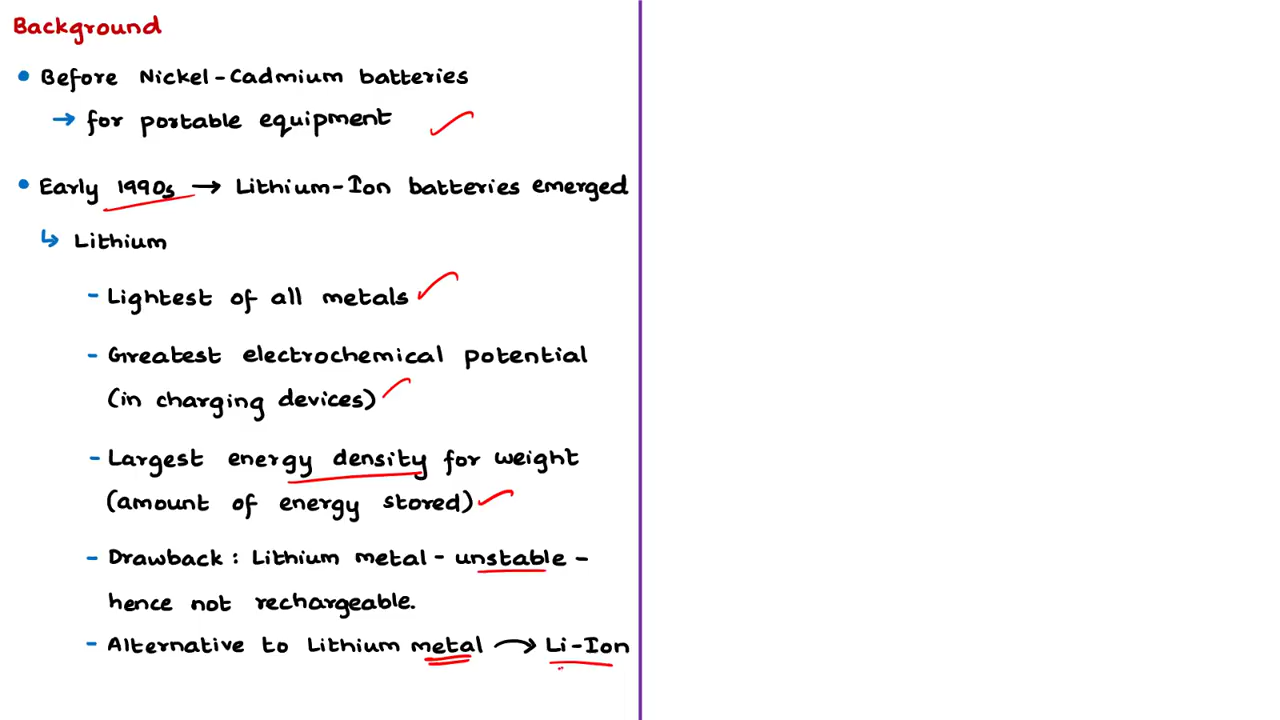 Background
• Before Nickel-Cadmium batteries
→ for portable equipment
• Early 1990s → Lithium-Ion batteries emerged
↳ Lithium
- Lightest of all metals
- Greatest electrochemical potential
(in charging devices)
- Largest energy density for weight
(amount of energy stored)
- Drawback: Lithium metal - unstable -
hence not rechargeable.
- Alternative to Lithium metal → Li-Ion